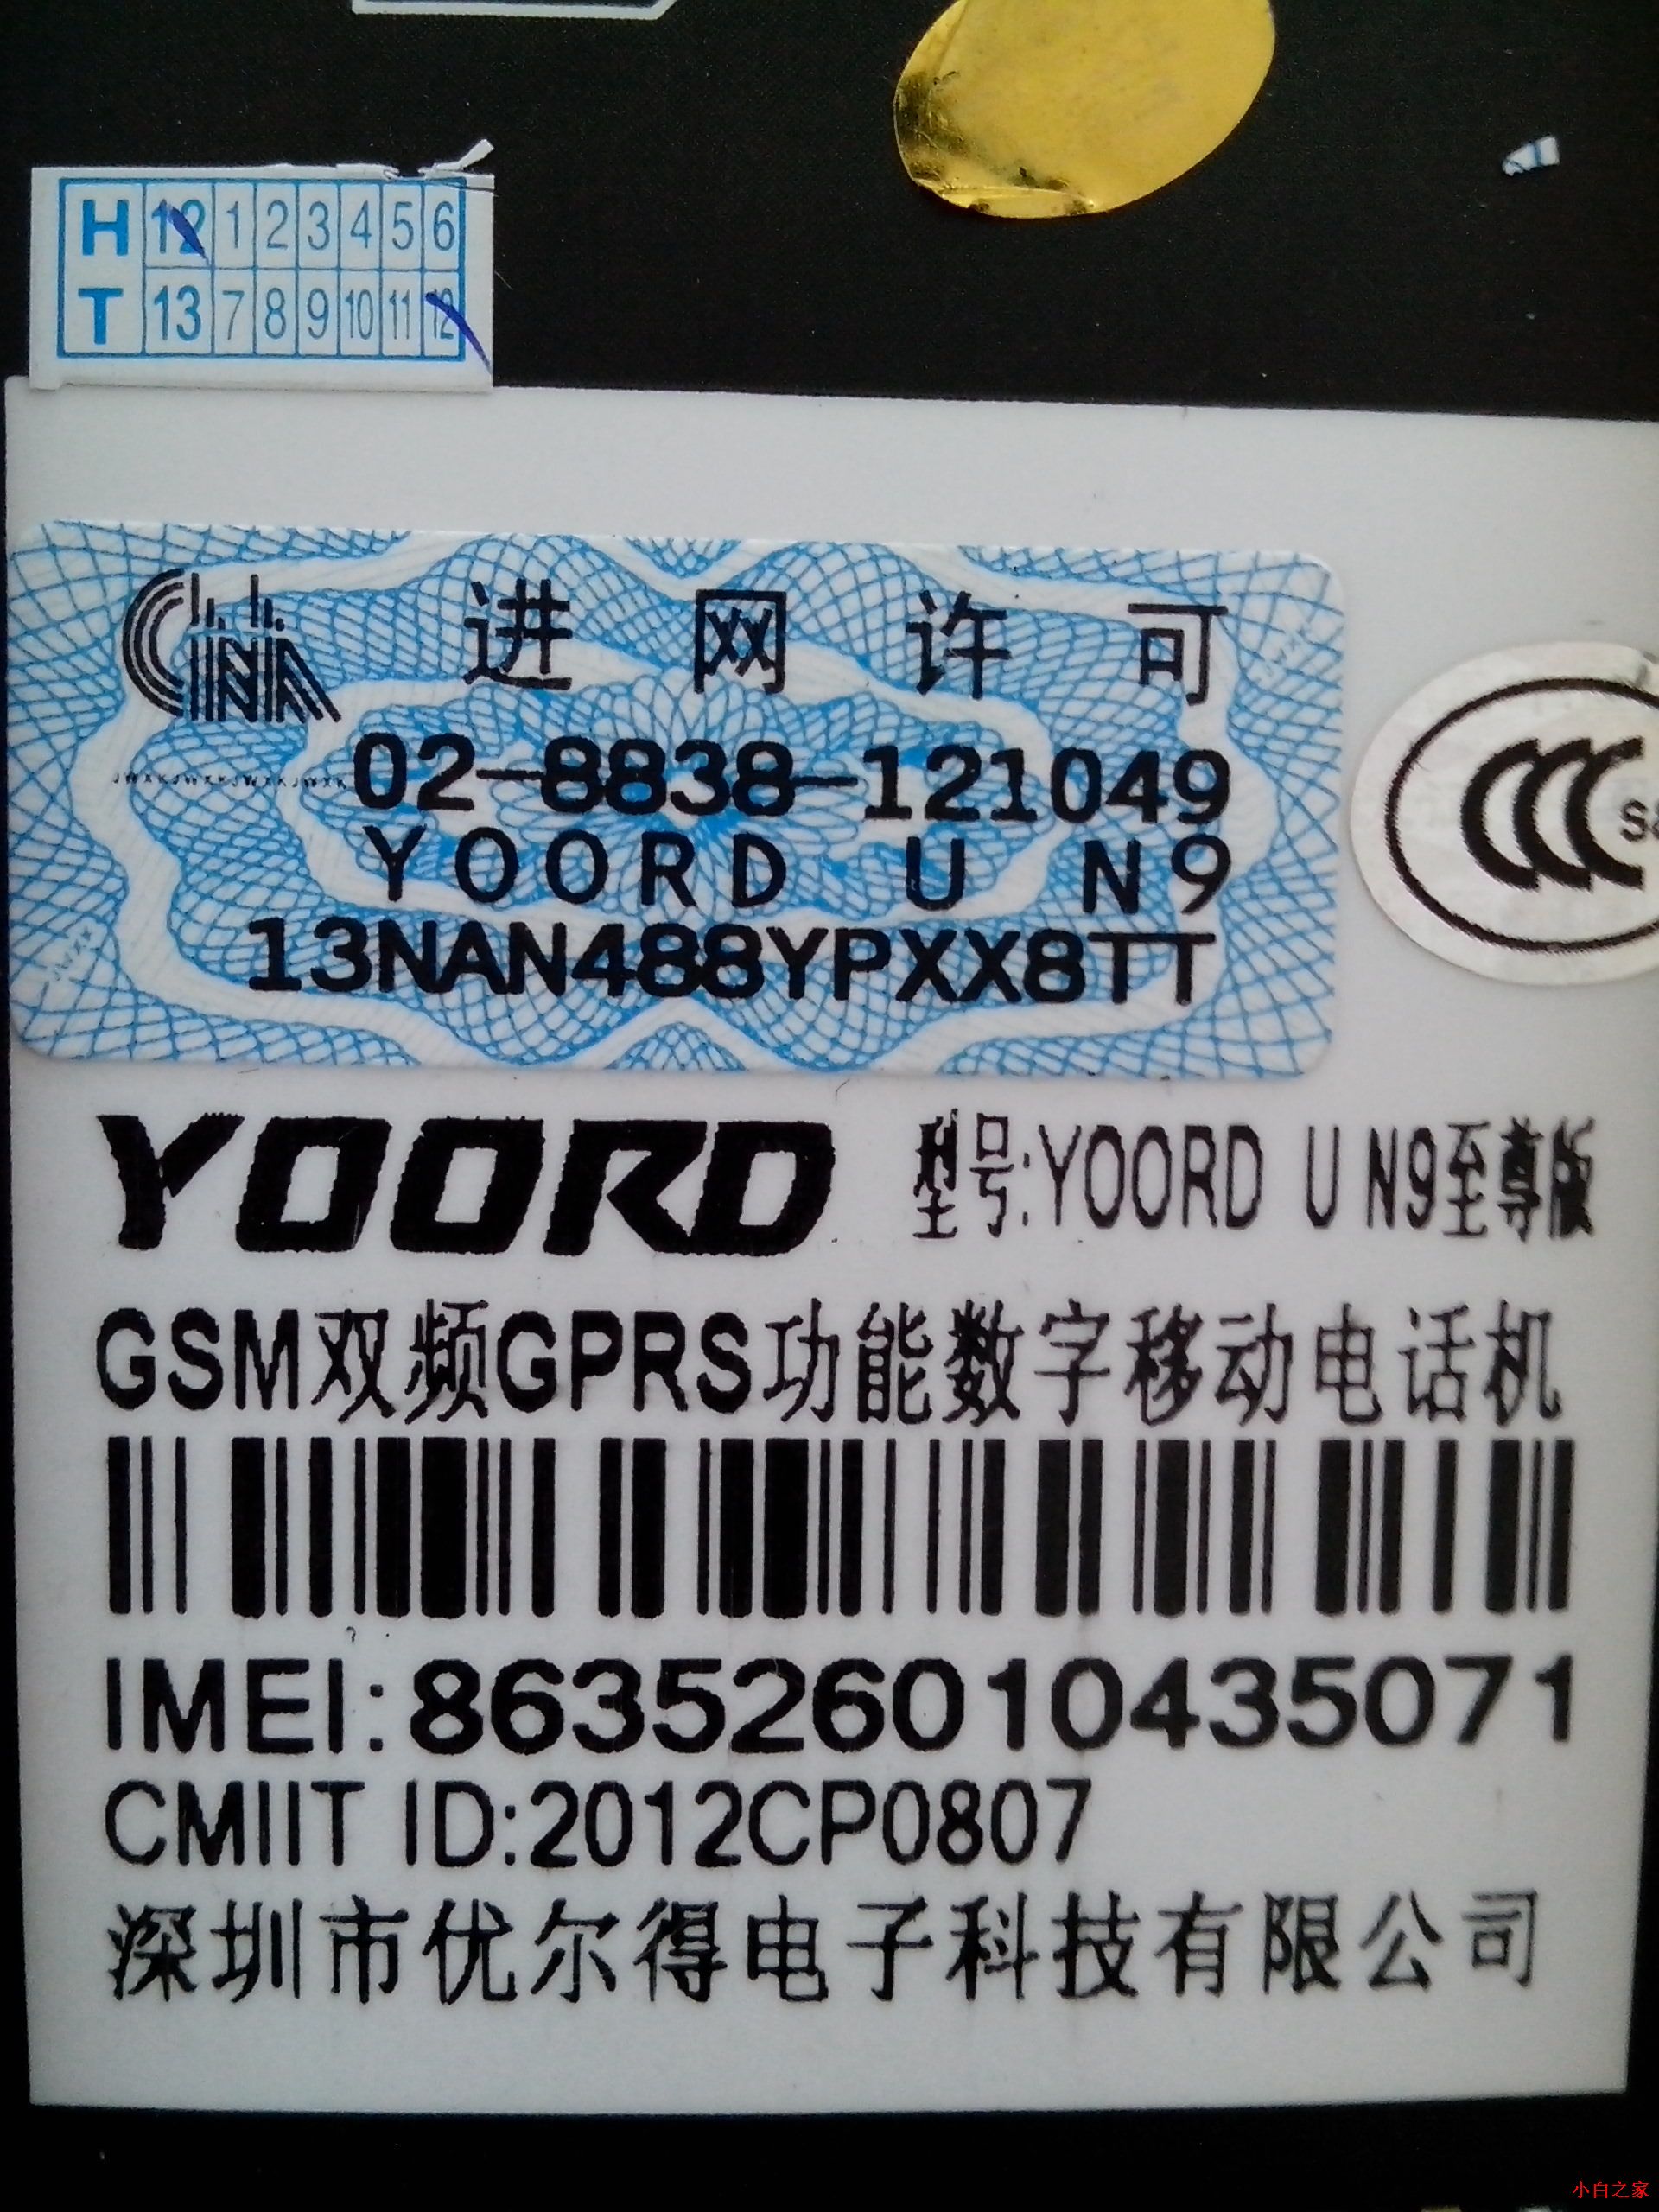 H 12 1 2 3 4 5 6
T 13 7 8 9 10 11 12
CHINA 进网许可
JWXKJWXKJWXKJWXK 02-8838-121049
YOORD U N9
13NAN488YPXX8TT
CCC S&
YOORD 型号:YOORD U N9至尊版
GSM双频GPRS功能数字移动电话机
IMEI:863526010435071
CMIIT ID:2012CP0807
深圳市优尔得电子科技有限公司
小白之家